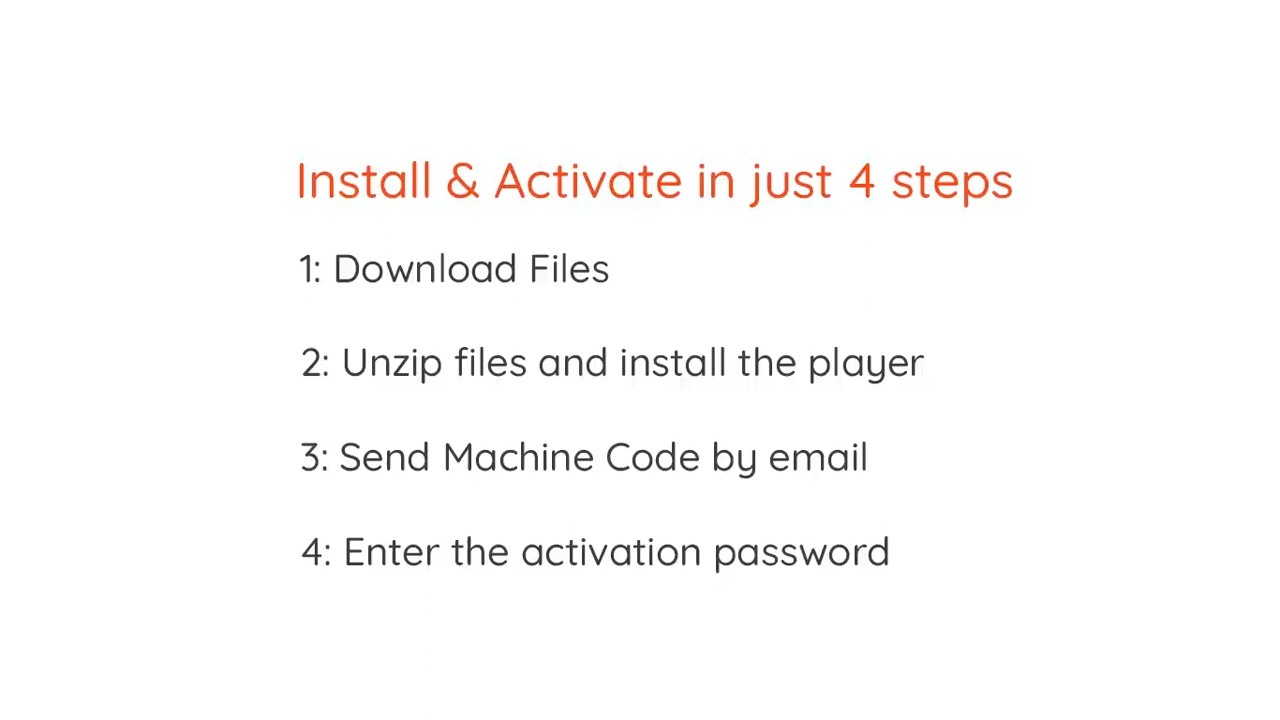 Install & Activate in just 4 steps
1: Download Files
2: Unzip files and install the player
3: Send Machine Code by email
4: Enter the activation password